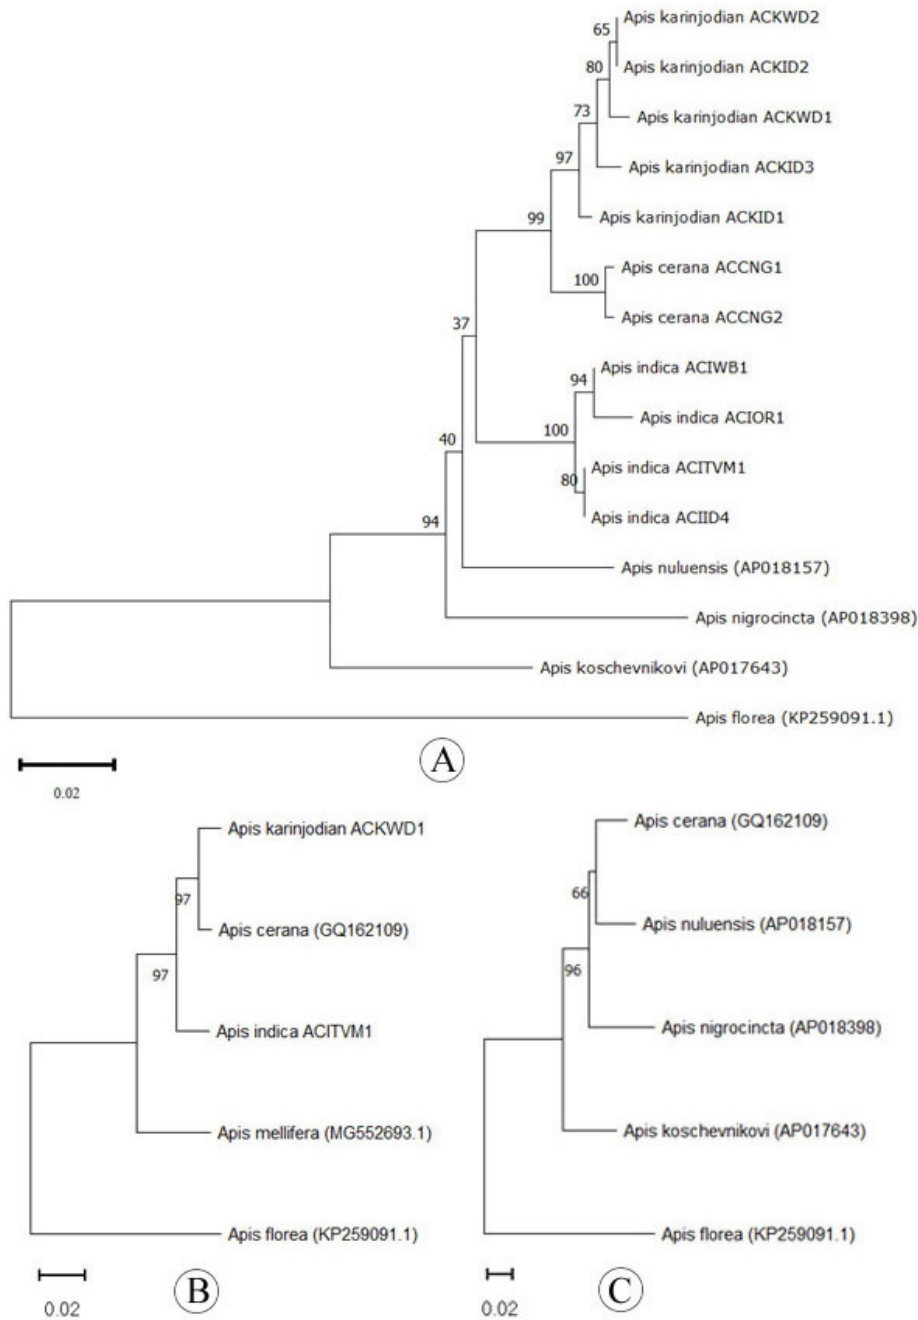 65
Apis karinjodian ACKWD2
80
Apis karinjodian ACKID2
73
Apis karinjodian ACKWD1
97
Apis karinjodian ACKID3
99
Apis karinjodian ACKID1
Apis cerana ACCNG1
100
Apis cerana ACCNG2
37
Apis indica ACIWB1
94
Apis indica ACIOR1
100
40
Apis indica ACITVM1
80
Apis indica ACIID4
94
Apis nuluensis (AP018157)
Apis nigrocincta (AP018398)
Apis koschevnikovi (AP017643)
Apis florea (KP259091.1)
0.02
A
Apis karinjodian ACKWD1
97
Apis cerana (GQ162109)
97
Apis indica ACITVM1
Apis mellifera (MG552693.1)
Apis florea (KP259091.1)
0.02
B
Apis cerana (GQ162109)
66
Apis nuluensis (AP018157)
96
Apis nigrocincta (AP018398)
Apis koschevnikovi (AP017643)
Apis florea (KP259091.1)
0.02
C